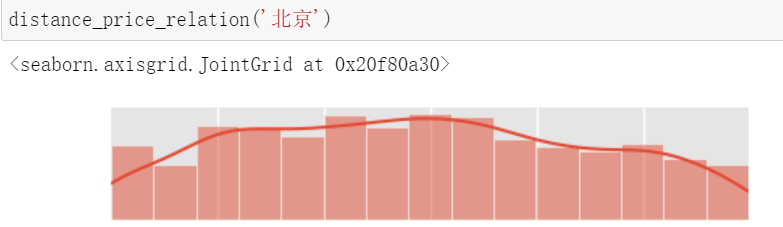 distance_price_relation('北京')
<seaborn.axisgrid.JointGrid at 0x20f80a30>